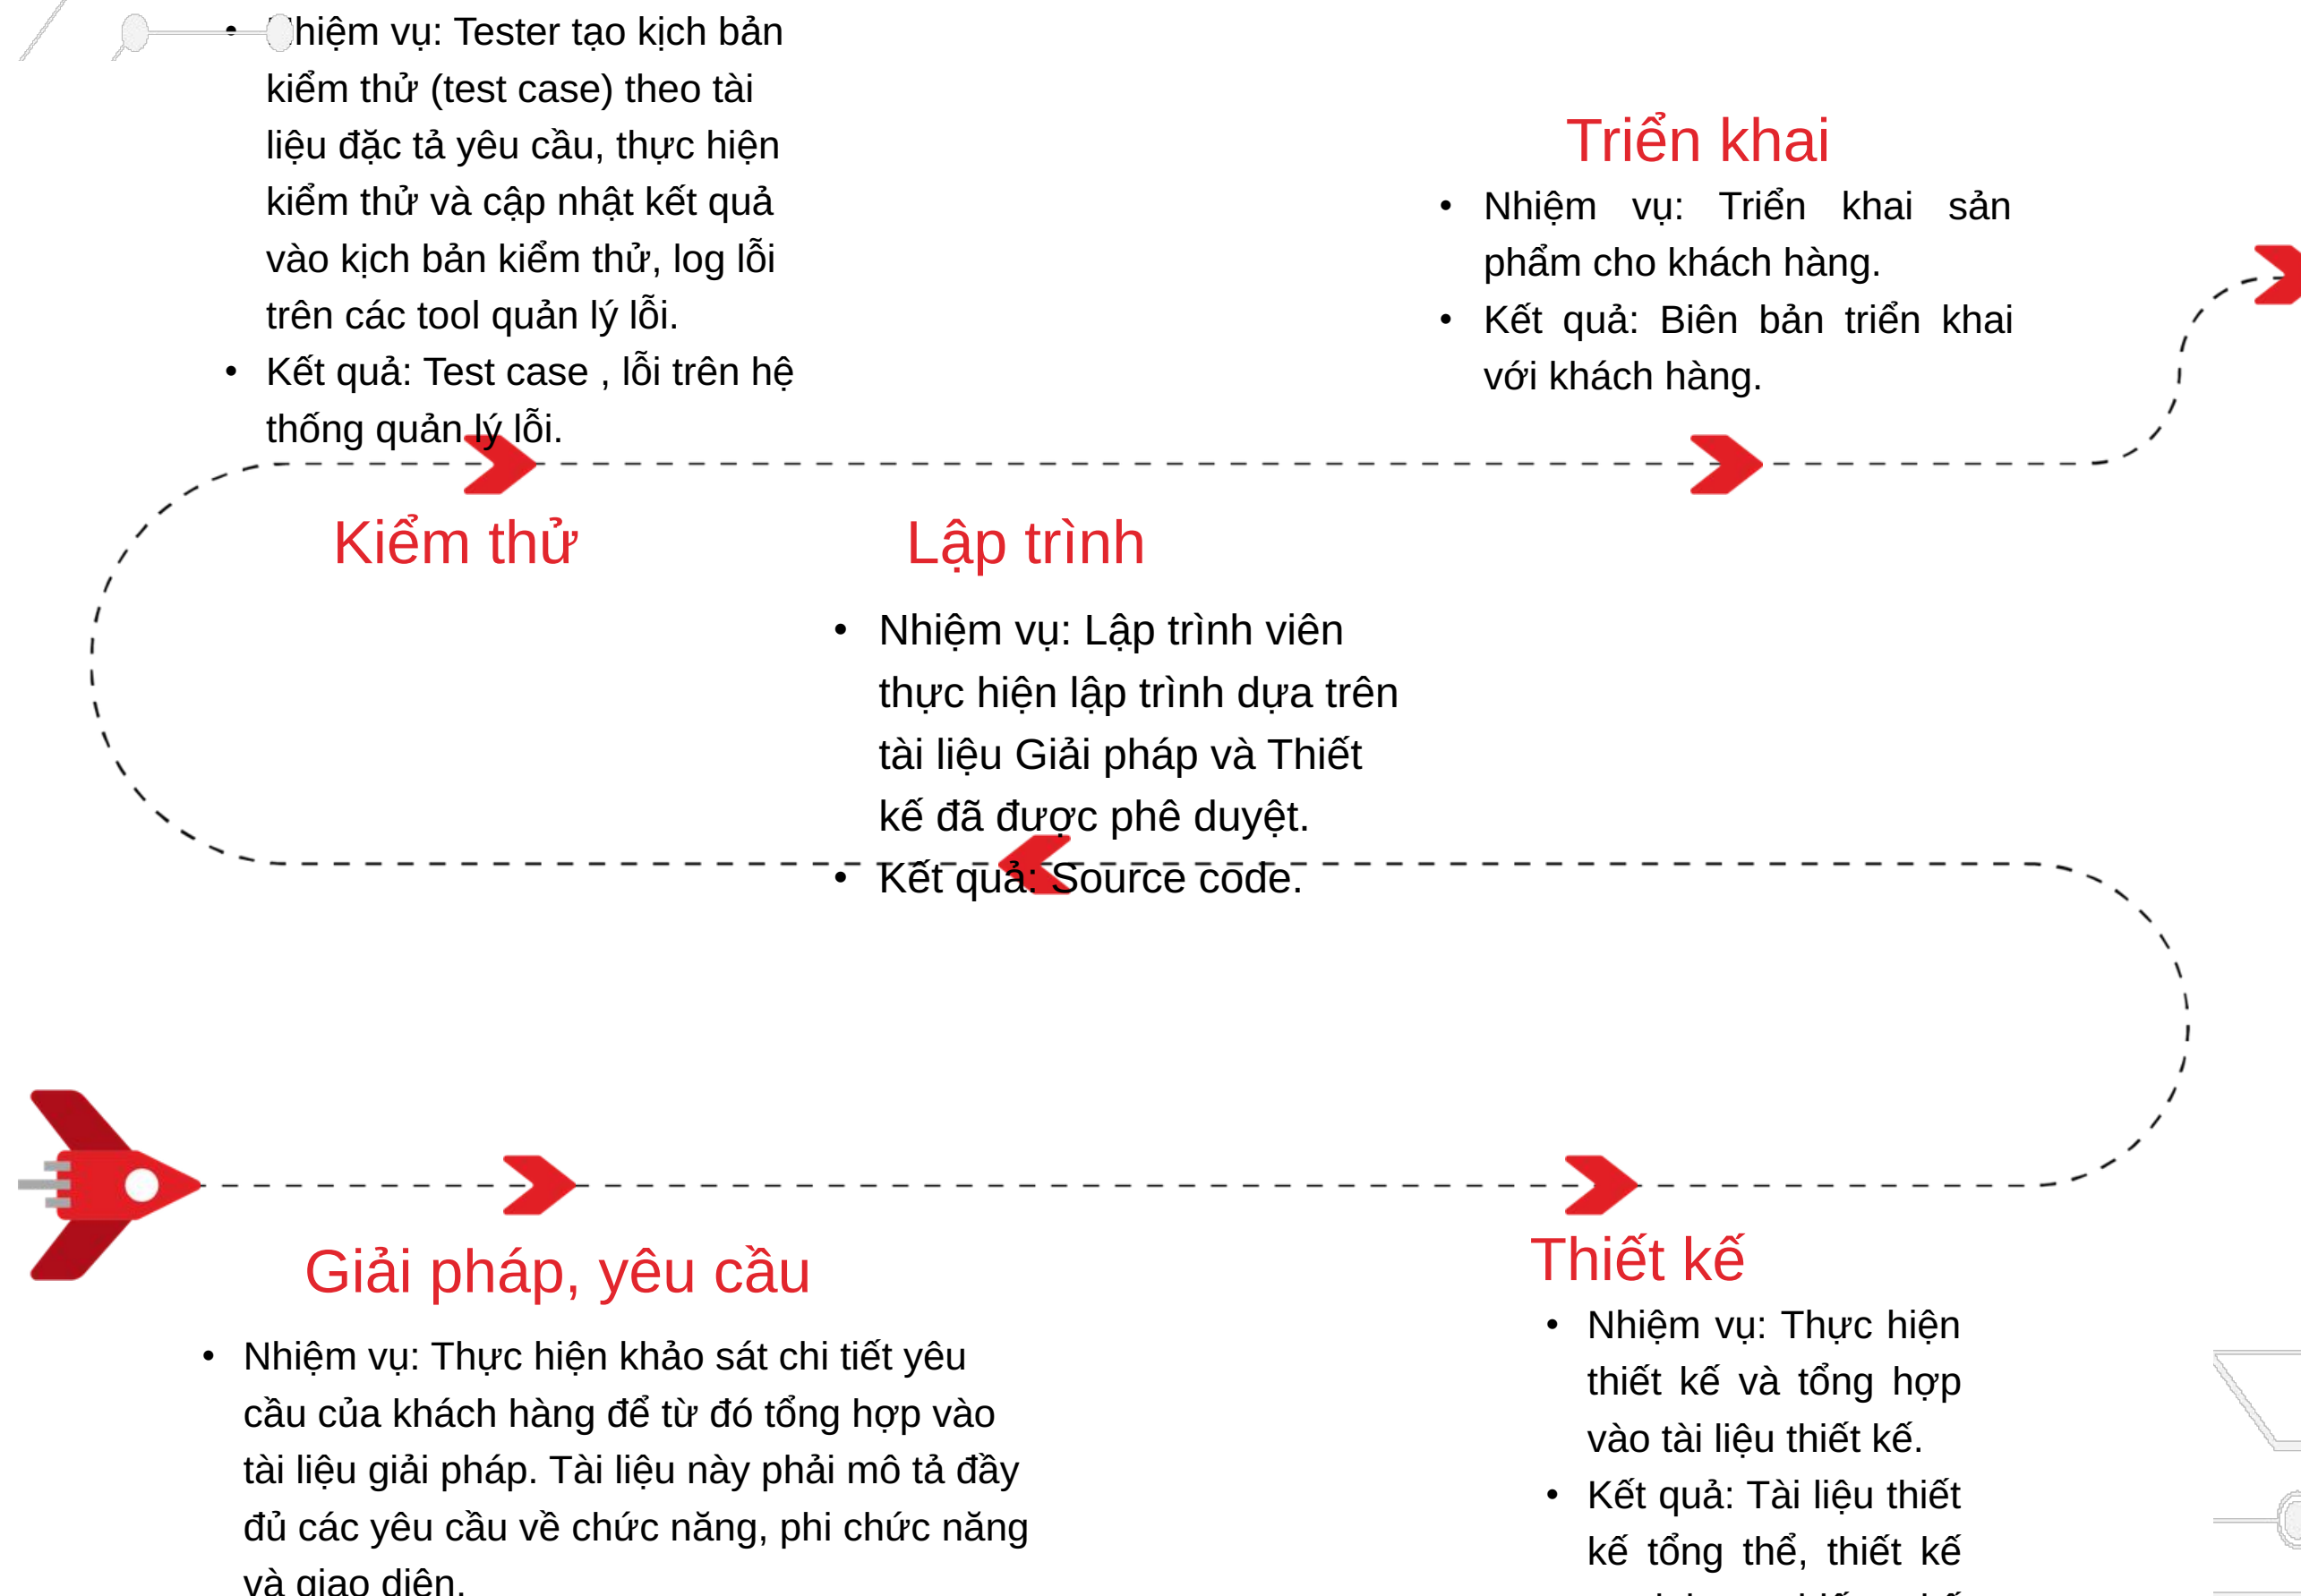 Nhiệm vụ: Tester tạo kịch bản
kiểm thử (test case) theo tài
liệu đặc tả yêu cầu, thực hiện
kiểm thử và cập nhật kết quả
vào kịch bản kiểm thử, log lỗi
trên các tool quản lý lỗi.
• Kết quả: Test case , lỗi trên hệ
thống quản lý lỗi.
Triển khai
• Nhiệm vụ: Triển khai sản
phẩm cho khách hàng.
• Kết quả: Biên bản triển khai
với khách hàng.
Kiểm thử
Lập trình
• Nhiệm vụ: Lập trình viên
thực hiện lập trình dựa trên
tài liệu Giải pháp và Thiết
kế đã được phê duyệt.
• Kết quả: Source code.
Giải pháp, yêu cầu
• Nhiệm vụ: Thực hiện khảo sát chi tiết yêu
cầu của khách hàng để từ đó tổng hợp vào
tài liệu giải pháp. Tài liệu này phải mô tả đầy
đủ các yêu cầu về chức năng, phi chức năng
và giao diện.
Thiết kế
• Nhiệm vụ: Thực hiện
thiết kế và tổng hợp
vào tài liệu thiết kế.
• Kết quả: Tài liệu thiết
kế tổng thể, thiết kế